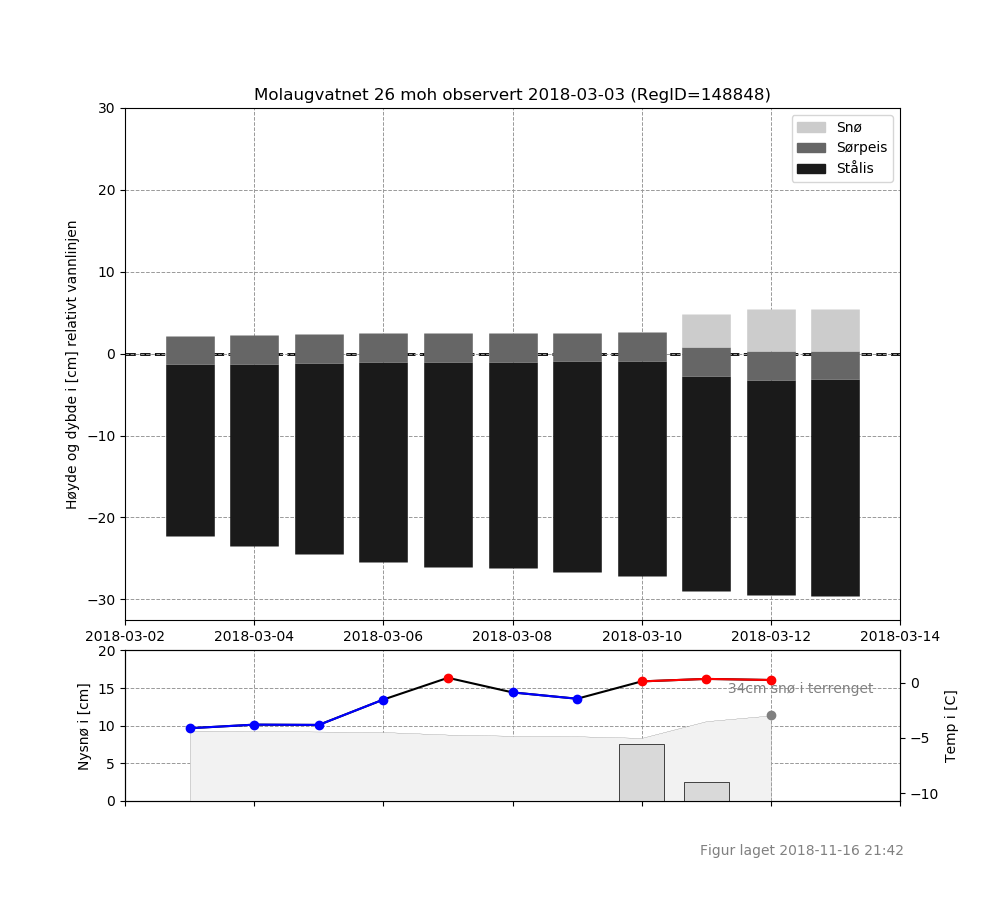 Molaugvatnet 26 moh observert 2018-03-03 (RegID=148848)
Høyde og dybde i [cm] relativt vannlinjen
30
20
10
0
−10
−20
−30
Snø
Sørpeis
Stålis
2018-03-02 2018-03-04 2018-03-06 2018-03-08 2018-03-10 2018-03-12 2018-03-14
Nysnø i [cm]
20
15
10
5
0
34cm snø i terrenget
0
−5
−10
Temp i [C]
Figur laget 2018-11-16 21:42